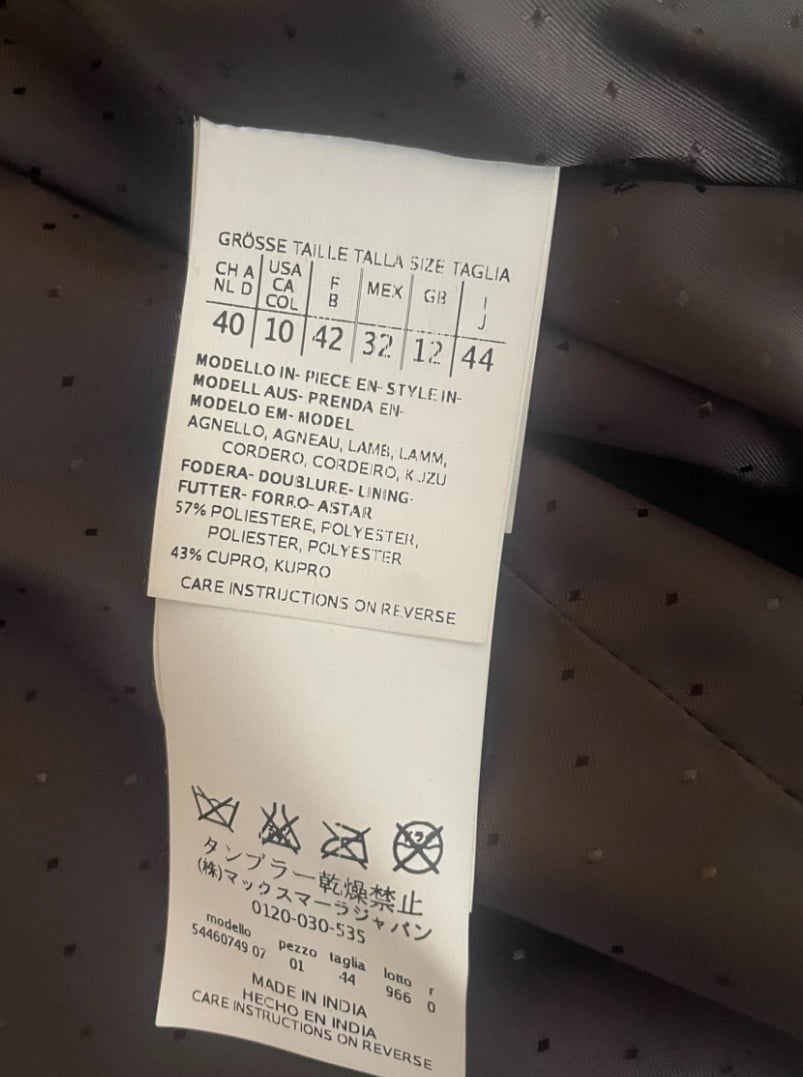 GRÖSSE TAILLE TALLA SIZE TAGLIA
CH A NL D USA CA COL F B MEX GB I J
40 10 42 32 12 44
MODELLO IN- PIECE EN- STYLE IN-
MODELL AUS- PRENDA EN-
MODELO EM- MODEL
AGNELLO, AGNEAU, LAMB, LAMM,
CORDERO, CORDEIRO, KUZU
FODERA- DOUBLURE- LINING-
FUTTER- FORRO- ASTAR
57% POLIESTERE, POLYESTER,
POLIESTER, POLYESTER
43% CUPRO, KUPRO
CARE INSTRUCTIONS ON REVERSE
タンブラー乾燥禁止
(株)マックスマーラジャパン
0120-030-535
modello pezzo taglia lotto r
54460749 07 01 44 966 0
MADE IN INDIA
HECHO EN INDIA
CARE INSTRUCTIONS ON REVERSE